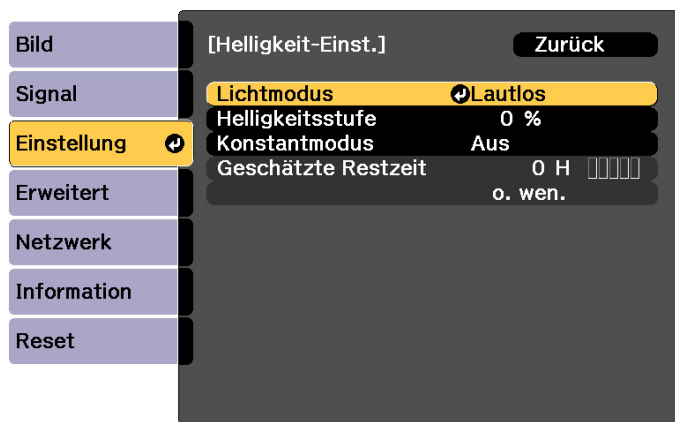 Bild
Signal
Einstellung
Erweitert
Netzwerk
Information
Reset
[Helligkeit-Einst.] Zurück
Lichtmodus Lautlos
Helligkeitsstufe 0 %
Konstantmodus Aus
Geschätzte Restzeit 0 H
o. wen.